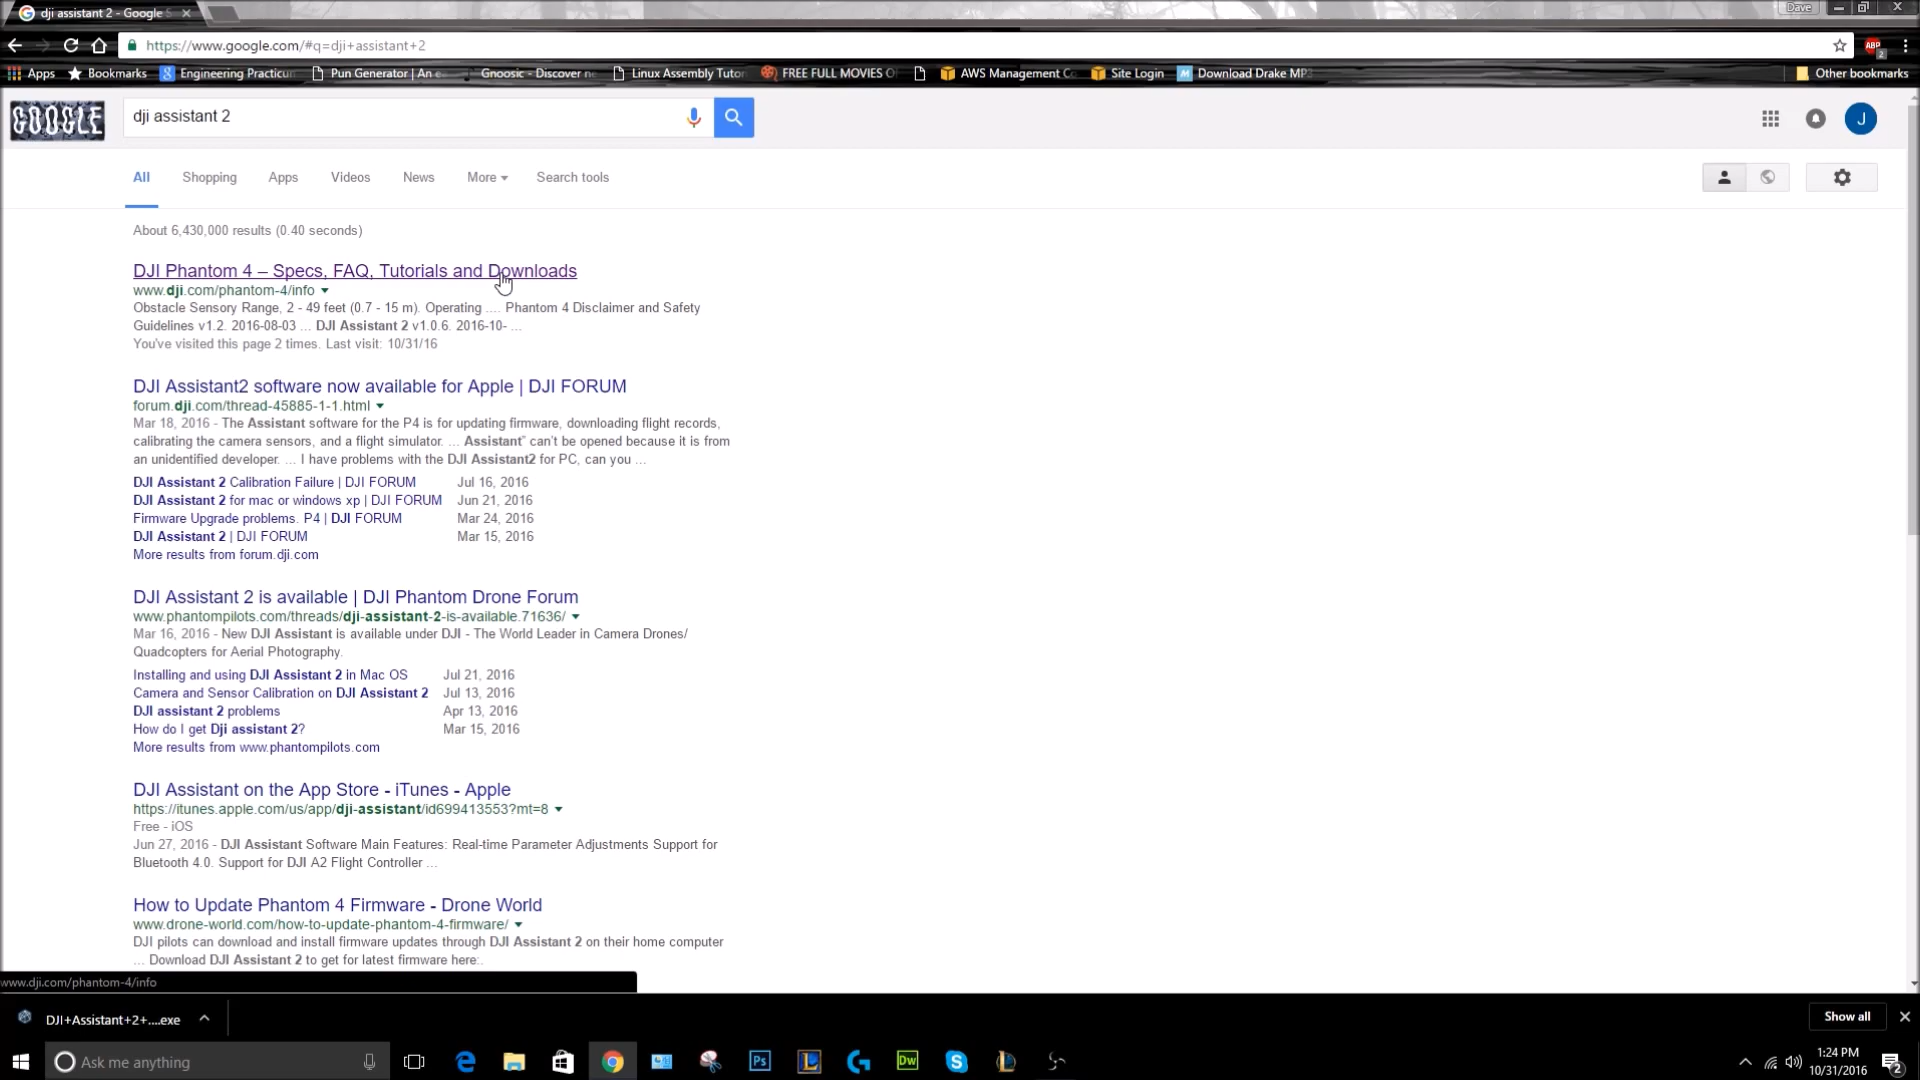 dji assistant 2 - Google S
Dave
https://www.google.com/#q=dji+assistant+2
ABP
2
Apps
Bookmarks
Engineering Practicu
Pun Generator | An e
Gnoosic - Discover ne
Linux Assembly Tutor
FREE FULL MOVIES O
AWS Management Co
Site Login
Download Drake MP3
Other bookmarks
GOOGLE
dji assistant 2
J
All
Shopping
Apps
Videos
News
More
Search tools
About 6,430,000 results (0.40 seconds)
DJI Phantom 4 – Specs, FAQ, Tutorials and Downloads
www.dji.com/phantom-4/info
Obstacle Sensory Range, 2 - 49 feet (0.7 - 15 m). Operating .... Phantom 4 Disclaimer and Safety
Guidelines v1.2. 2016-08-03 ... DJI Assistant 2 v1.0.6. 2016-10- ...
You've visited this page 2 times. Last visit: 10/31/16
DJI Assistant2 software now available for Apple | DJI FORUM
forum.dji.com/thread-45885-1-1.html
Mar 18, 2016 - The Assistant software for the P4 is for updating firmware, downloading flight records,
calibrating the camera sensors, and a flight simulator. ... Assistant" can't be opened because it is from
an unidentified developer. ... I have problems with the DJI Assistant2 for PC, can you ...
DJI Assistant 2 Calibration Failure | DJI FORUM Jul 16, 2016
DJI Assistant 2 for mac or windows xp | DJI FORUM Jun 21, 2016
Firmware Upgrade problems. P4 | DJI FORUM Mar 24, 2016
DJI Assistant 2 | DJI FORUM Mar 15, 2016
More results from forum.dji.com
DJI Assistant 2 is available | DJI Phantom Drone Forum
www.phantompilots.com/threads/dji-assistant-2-is-available.71636/
Mar 16, 2016 - New DJI Assistant is available under DJI - The World Leader in Camera Drones/
Quadcopters for Aerial Photography.
Installing and using DJI Assistant 2 in Mac OS Jul 21, 2016
Camera and Sensor Calibration on DJI Assistant 2 Jul 13, 2016
DJI assistant 2 problems Apr 13, 2016
How do I get Dji assistant 2? Mar 15, 2016
More results from www.phantompilots.com
DJI Assistant on the App Store - iTunes - Apple
https://itunes.apple.com/us/app/dji-assistant/id699413553?mt=8
Free - iOS
Jun 27, 2016 - DJI Assistant Software Main Features: Real-time Parameter Adjustments Support for
Bluetooth 4.0. Support for DJI A2 Flight Controller ...
How to Update Phantom 4 Firmware - Drone World
www.drone-world.com/how-to-update-phantom-4-firmware/
DJI pilots can download and install firmware updates through DJI Assistant 2 on their home computer
... Download DJI Assistant 2 to get for latest firmware here:.
www.dji.com/phantom-4/info
DJI+Assistant+2+....exe
Show all
Ask me anything
Ps
L
Dw
S
1:24 PM
10/31/2016
2